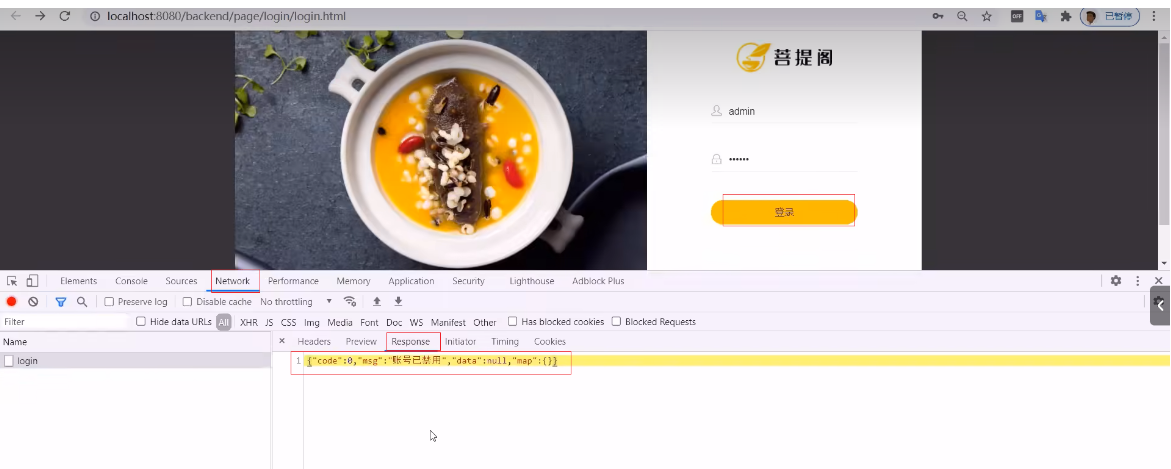 localhost:8080/backend/page/login/login.html
OFF
已暂停
菩提阁
admin
••••••
登录
Elements Console Sources Network Performance Memory Application Security Lighthouse Adblock Plus
Preserve log Disable cache No throttling
Filter Hide data URLs All XHR JS CSS Img Media Font Doc WS Manifest Other Has blocked cookies Blocked Requests
Name × Headers Preview Response Initiator Timing Cookies
login 1 {"code":0,"msg":"账号已禁用","data":null,"map":{}}